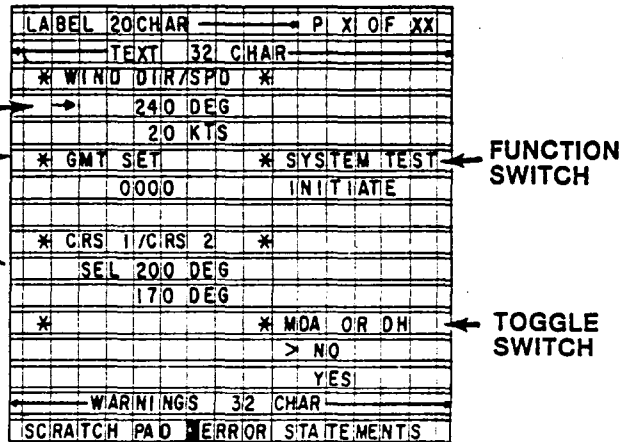 LABEL 20CHAR P X OF XX
TEXT 32 CHAR
* WIND DIR/SPD *
240 DEG
20 KTS
* GMT SET * SYSTEM TEST
0000 INITIATE
* CRS 1/CRS 2 *
SEL 200 DEG
170 DEG
* * MDA OR DH
> NO
YES
WARNINGS 32 CHAR
SCRATCH PAD ERROR STATEMENTS
FUNCTION
SWITCH
TOGGLE
SWITCH